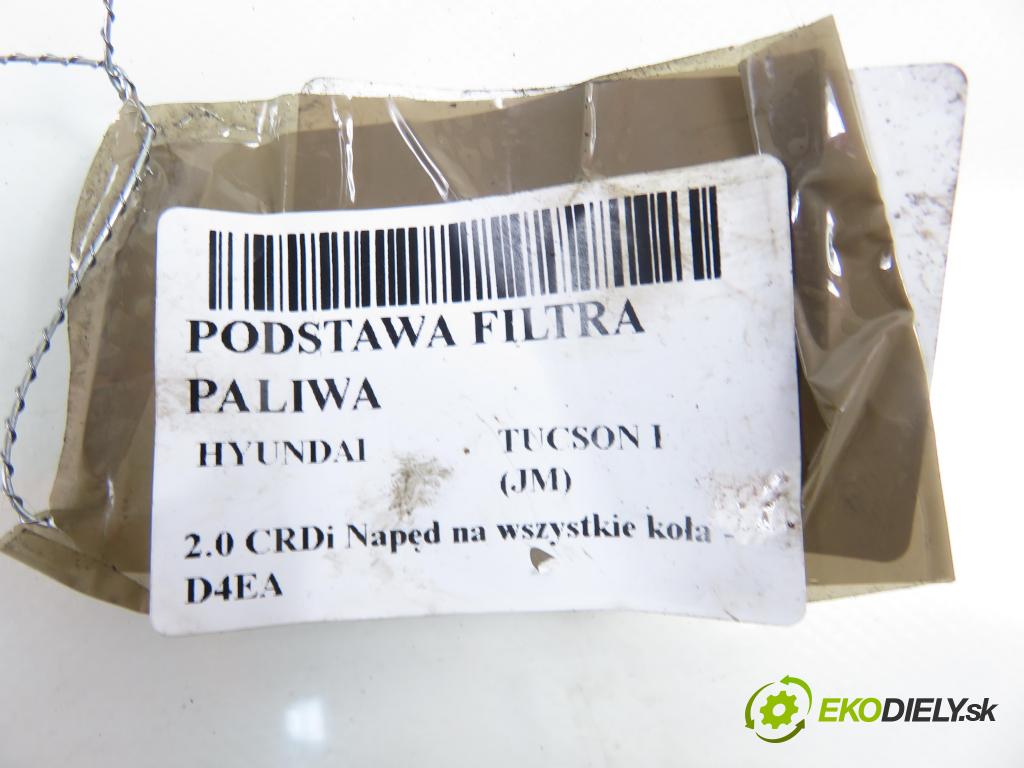 PODSTAWA FILTRA
PALIWA
HYUNDAI TUCSON I
(JM)
2.0 CRDi Napęd na wszystkie koła -
D4EA
EKODIELY.sk